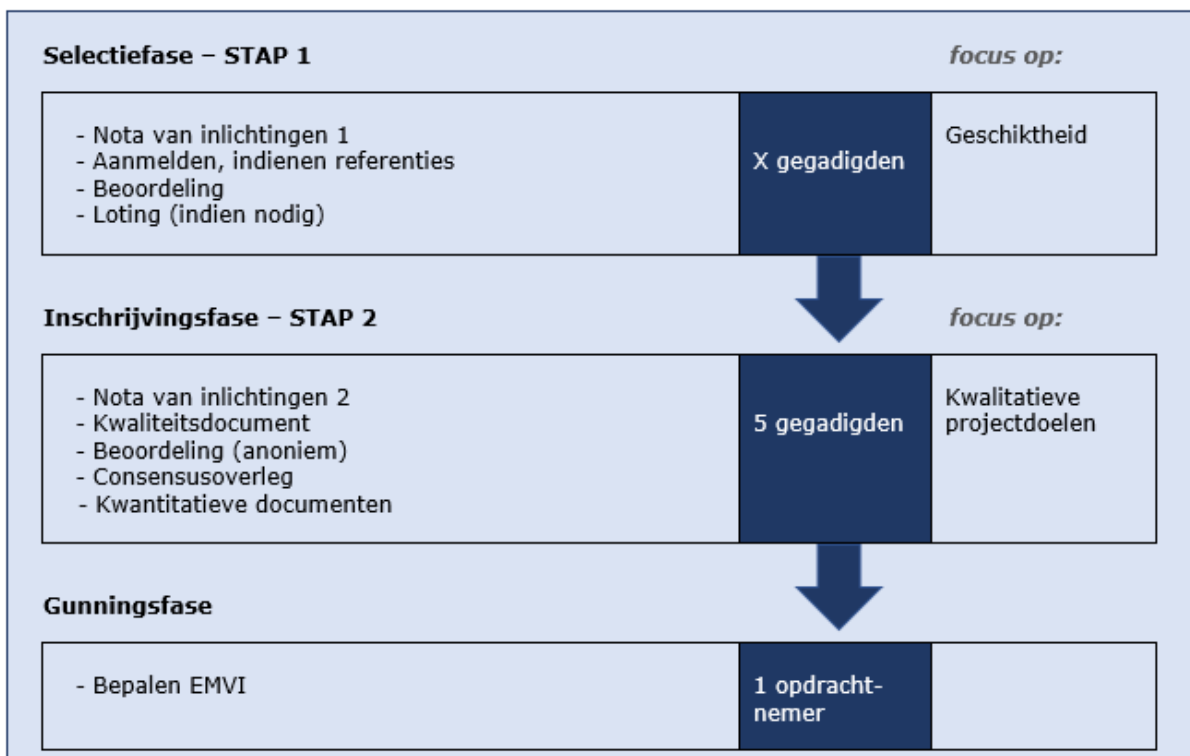 Selectiefase – STAP 1
focus op:
- Nota van inlichtingen 1
- Aanmelden, indienen referenties
- Beoordeling
- Loting (indien nodig)
X gegadigden
Geschiktheid
Inschrijvingsfase – STAP 2
focus op:
- Nota van inlichtingen 2
- Kwaliteitsdocument
- Beoordeling (anoniem)
- Consensusoverleg
- Kwantitatieve documenten
5 gegadigden
Kwalitatieve
projectdoelen
Gunningsfase
- Bepalen EMVI
1 opdracht-
nemer